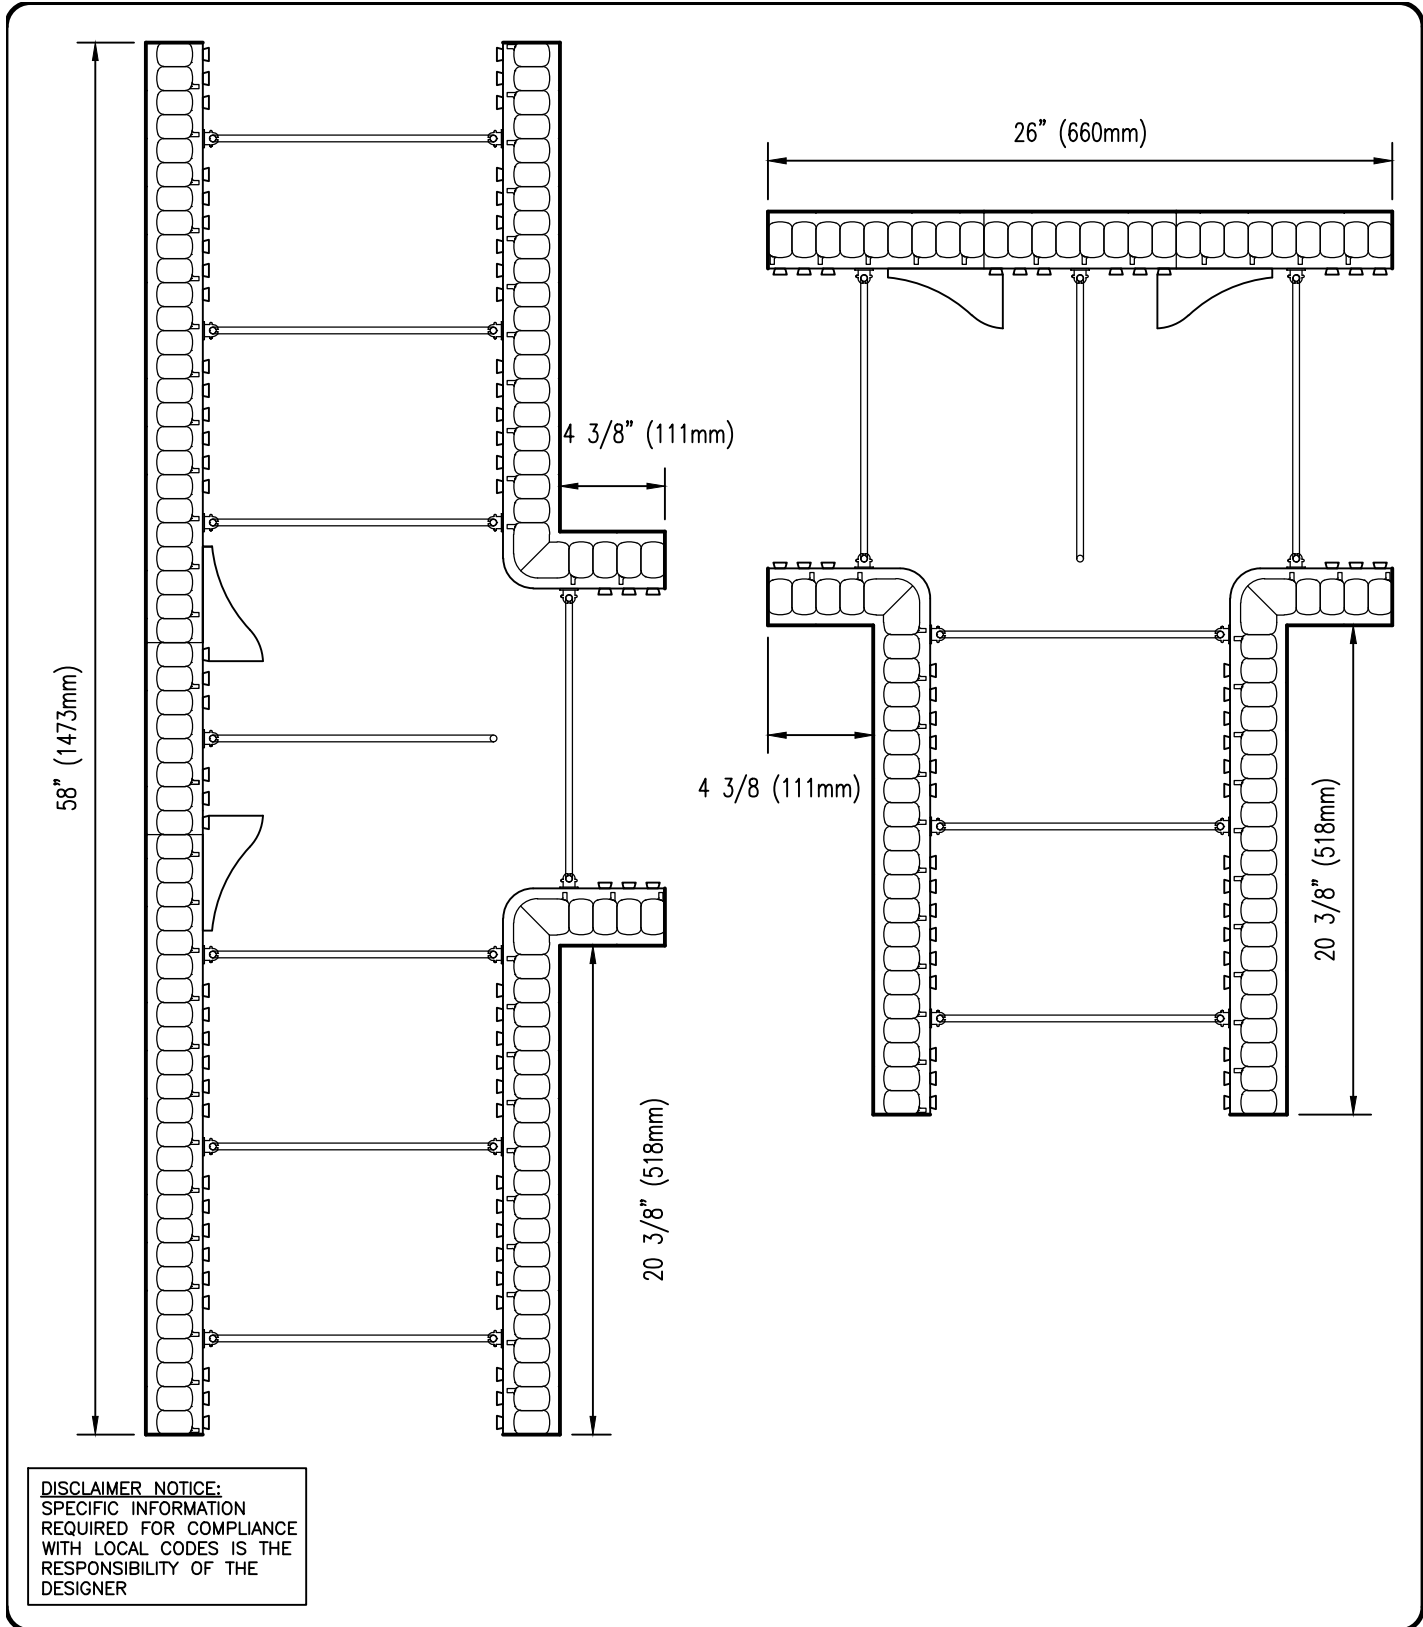 26” (660mm)
4 3/8” (111mm)
58” (1473mm)
4 3/8 (111mm)
20 3/8” (518mm)
20 3/8” (518mm)
DISCLAIMER NOTICE:
SPECIFIC INFORMATION
REQUIRED FOR COMPLIANCE
WITH LOCAL CODES IS THE
RESPONSIBILITY OF THE
DESIGNER